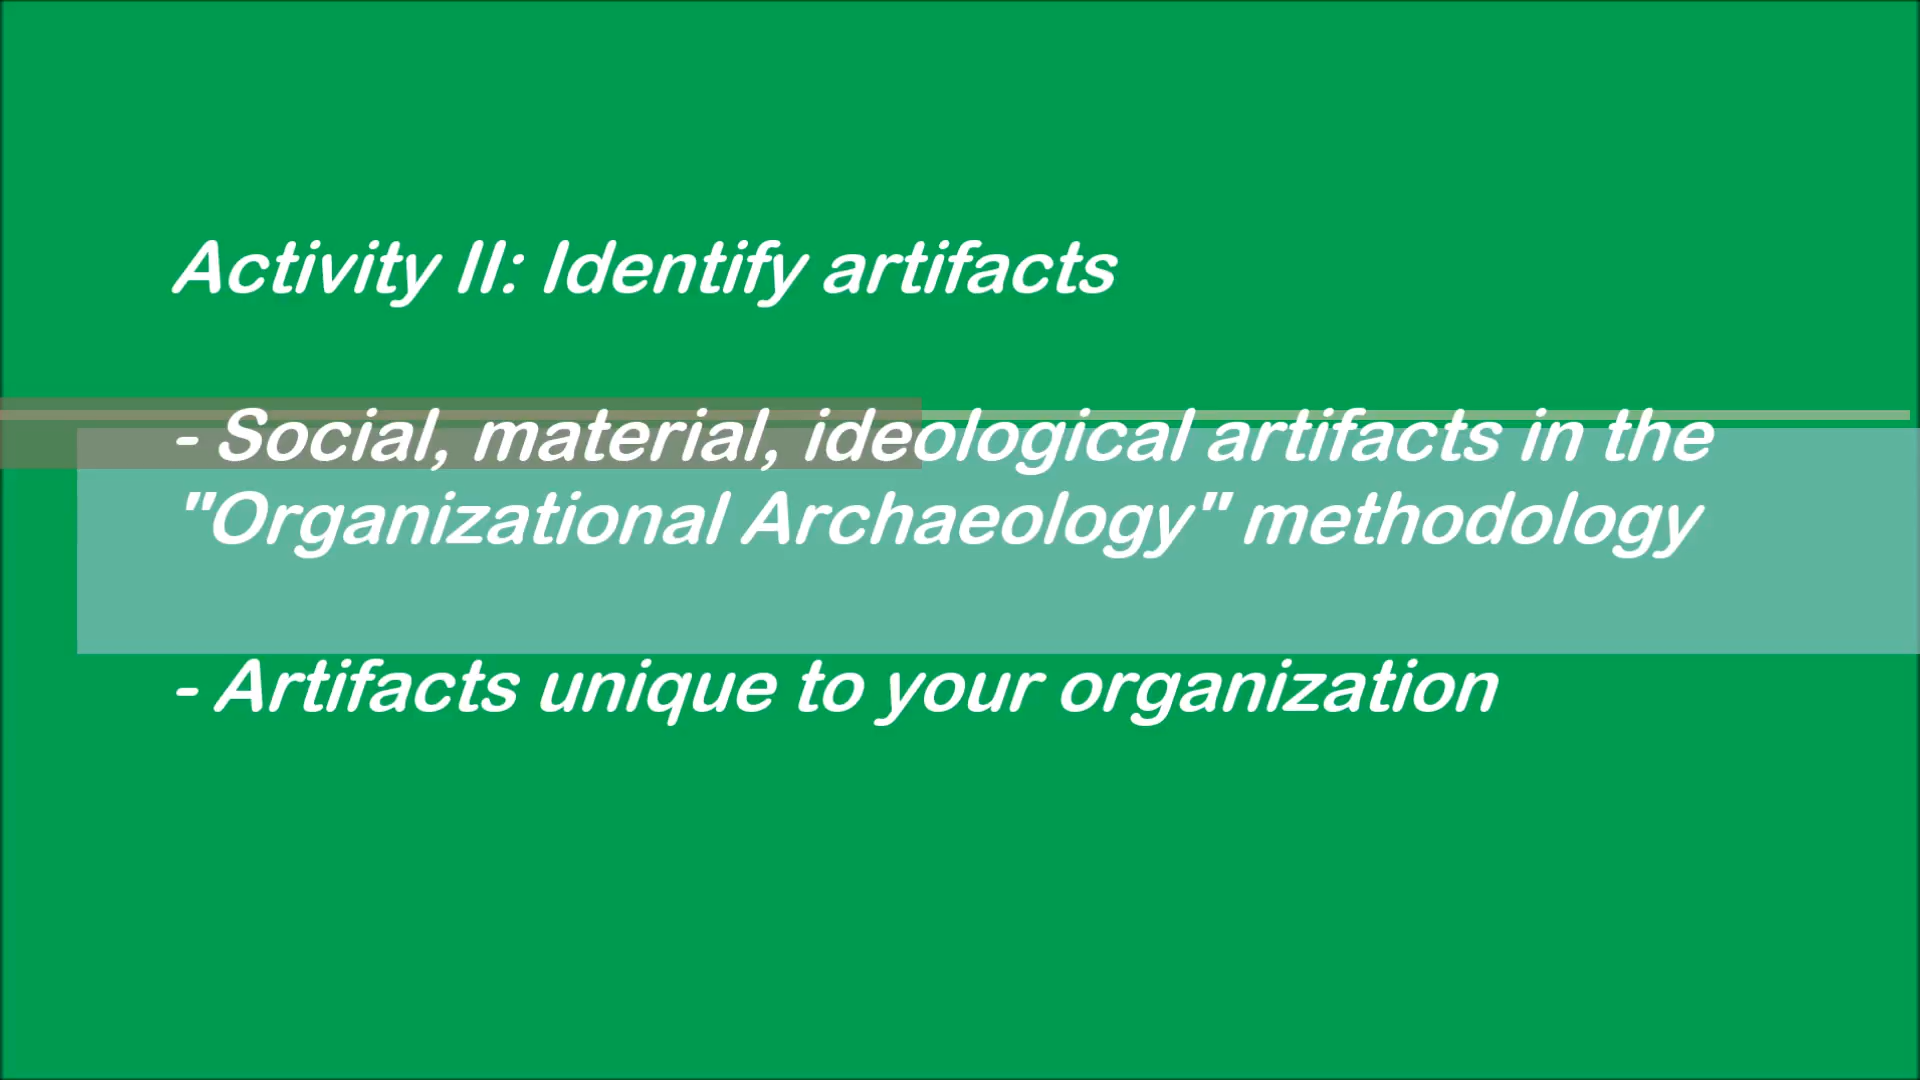 Activity II: Identify artifacts
- Social, material, ideological artifacts in the
"Organizational Archaeology" methodology
- Artifacts unique to your organization